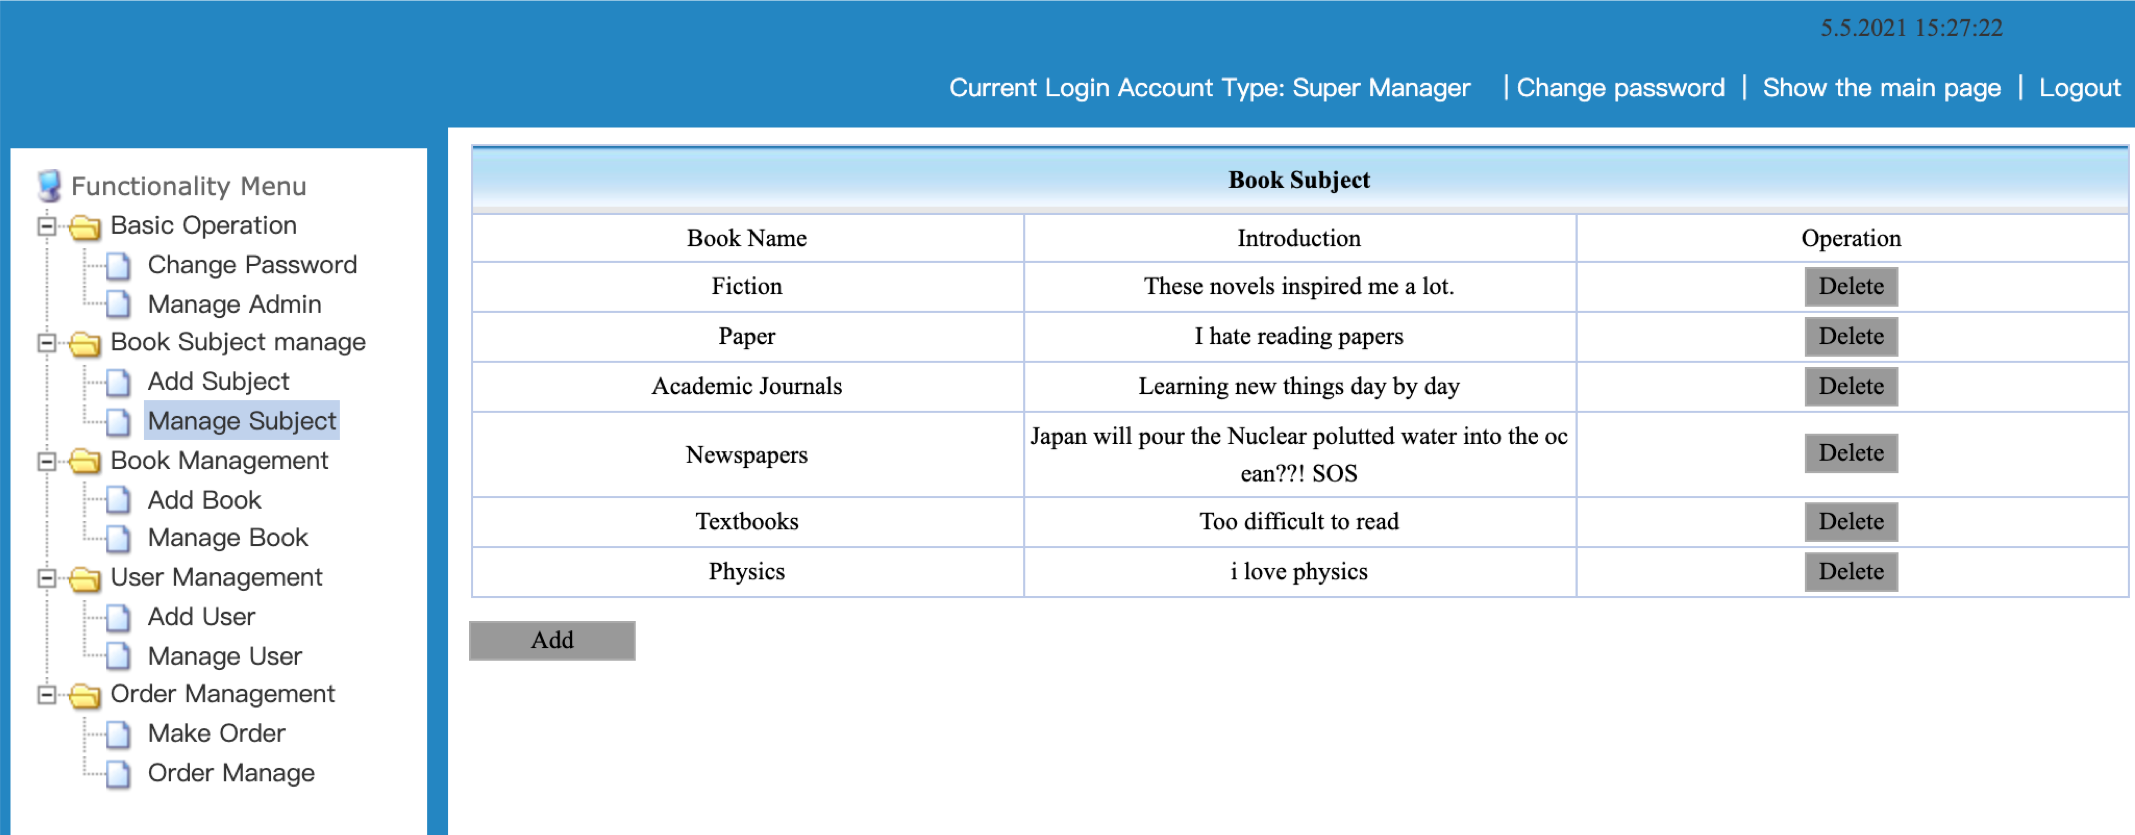 5.5.2021 15:27:22
Current Login Account Type: Super Manager | Change password | Show the main page | Logout
Functionality Menu
Basic Operation
Change Password
Manage Admin
Book Subject manage
Add Subject
Manage Subject
Book Management
Add Book
Manage Book
User Management
Add User
Manage User
Order Management
Make Order
Order Manage
Book Subject
Book Name Introduction Operation
Fiction These novels inspired me a lot. Delete
Paper I hate reading papers Delete
Academic Journals Learning new things day by day Delete
Newspapers Japan will pour the Nuclear polutted water into the oc
ean??! SOS Delete
Textbooks Too difficult to read Delete
Physics i love physics Delete
Add